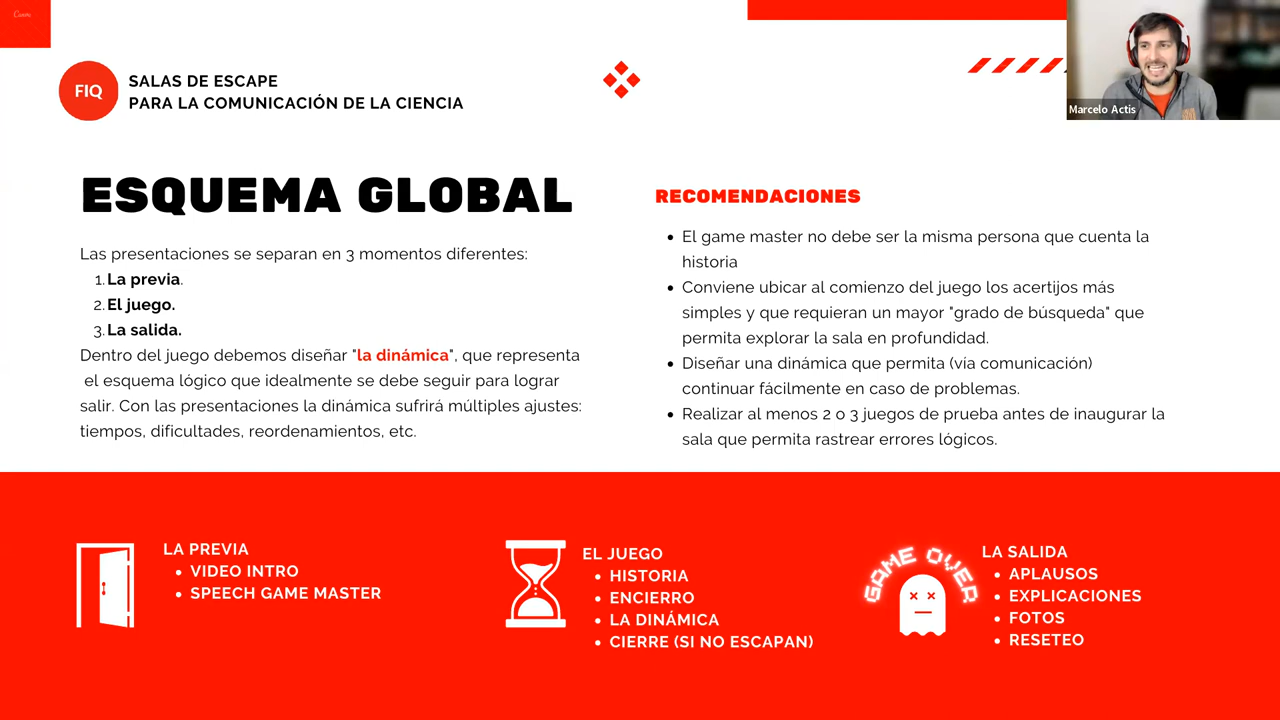 Canva
FIQ
SALAS DE ESCAPE
PARA LA COMUNICACIÓN DE LA CIENCIA
Marcelo Actis
ESQUEMA GLOBAL
Las presentaciones se separan en 3 momentos diferentes:
1. La previa.
2. El juego.
3. La salida.
Dentro del juego debemos diseñar "la dinámica", que representa
el esquema lógico que idealmente se debe seguir para lograr
salir. Con las presentaciones la dinámica sufrirá múltiples ajustes:
tiempos, dificultades, reordenamientos, etc.
RECOMENDACIONES
• El game master no debe ser la misma persona que cuenta la
historia
• Conviene ubicar al comienzo del juego los acertijos más
simples y que requieran un mayor "grado de búsqueda" que
permita explorar la sala en profundidad.
• Diseñar una dinámica que permita (vía comunicación)
continuar fácilmente en caso de problemas.
• Realizar al menos 2 o 3 juegos de prueba antes de inaugurar la
sala que permita rastrear errores lógicos.
LA PREVIA
• VIDEO INTRO
• SPEECH GAME MASTER
EL JUEGO
• HISTORIA
• ENCIERRO
• LA DINÁMICA
• CIERRE (SI NO ESCAPAN)
GAME OVER
LA SALIDA
• APLAUSOS
• EXPLICACIONES
• FOTOS
• RESETEO